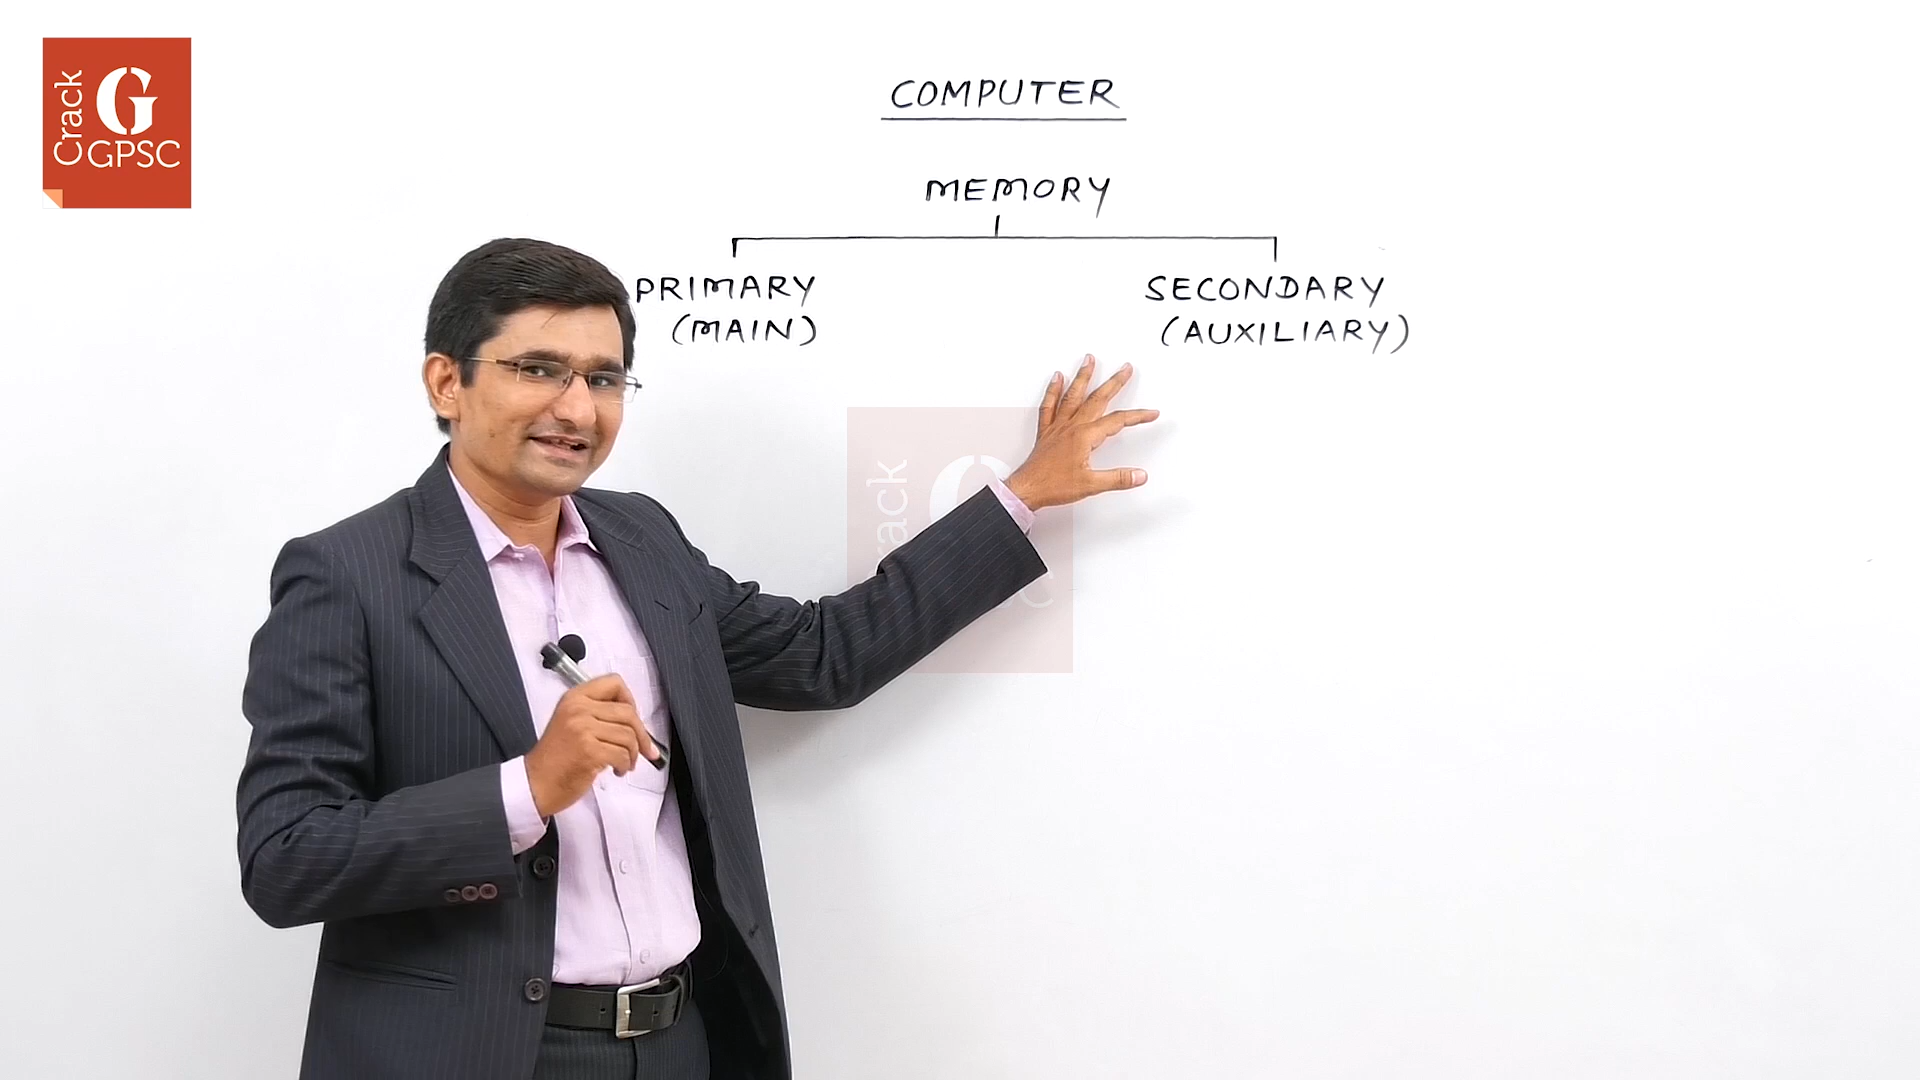 Crack
G
GPSC
COMPUTER
MEMORY
PRIMARY
(MAIN)
SECONDARY
(AUXILIARY)